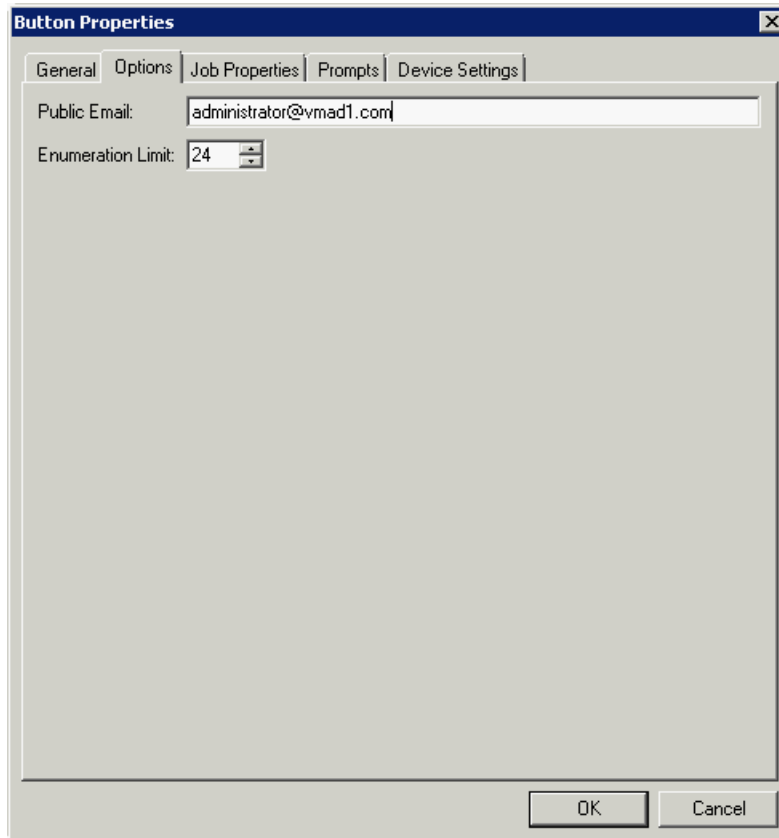 Button Properties
General Options Job Properties Prompts Device Settings
Public Email: administrator@vmad1.com
Enumeration Limit: 24
OK Cancel